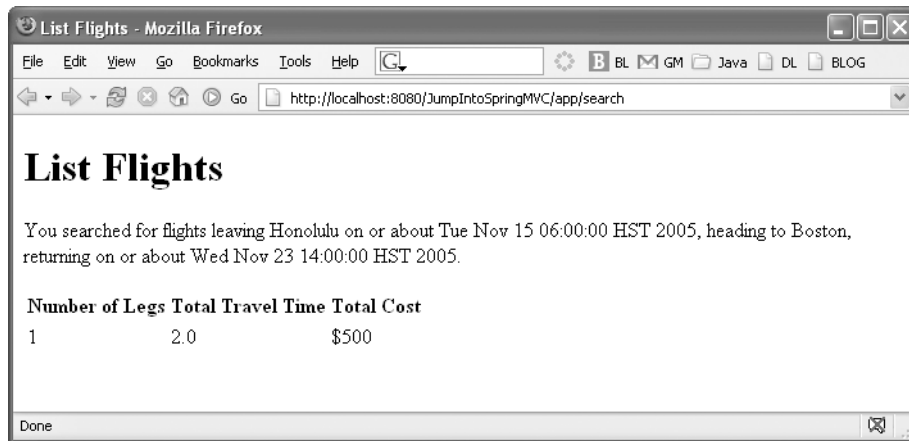 List Flights - Mozilla Firefox
File Edit View Go Bookmarks Tools Help G B BL M GM Java DL BLOG
Go http://localhost:8080/JumpIntoSpringMVC/app/search
List Flights
You searched for flights leaving Honolulu on or about Tue Nov 15 06:00:00 HST 2005, heading to Boston,
returning on or about Wed Nov 23 14:00:00 HST 2005.
Number of Legs Total Travel Time Total Cost
1 2.0 $500
Done